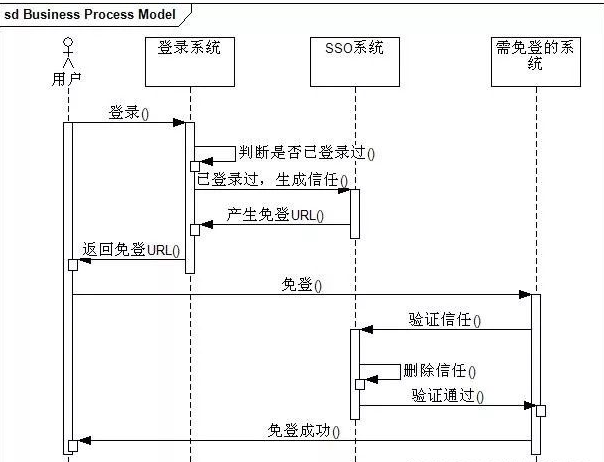 sd Business Process Model
用户
登录系统
SSO系统
需免登的系
统
登录()
判断是否已登录过()
已登录过，生成信任()
产生免登URL()
返回免登URL()
免登()
验证信任()
删除信任()
验证通过()
免登成功()